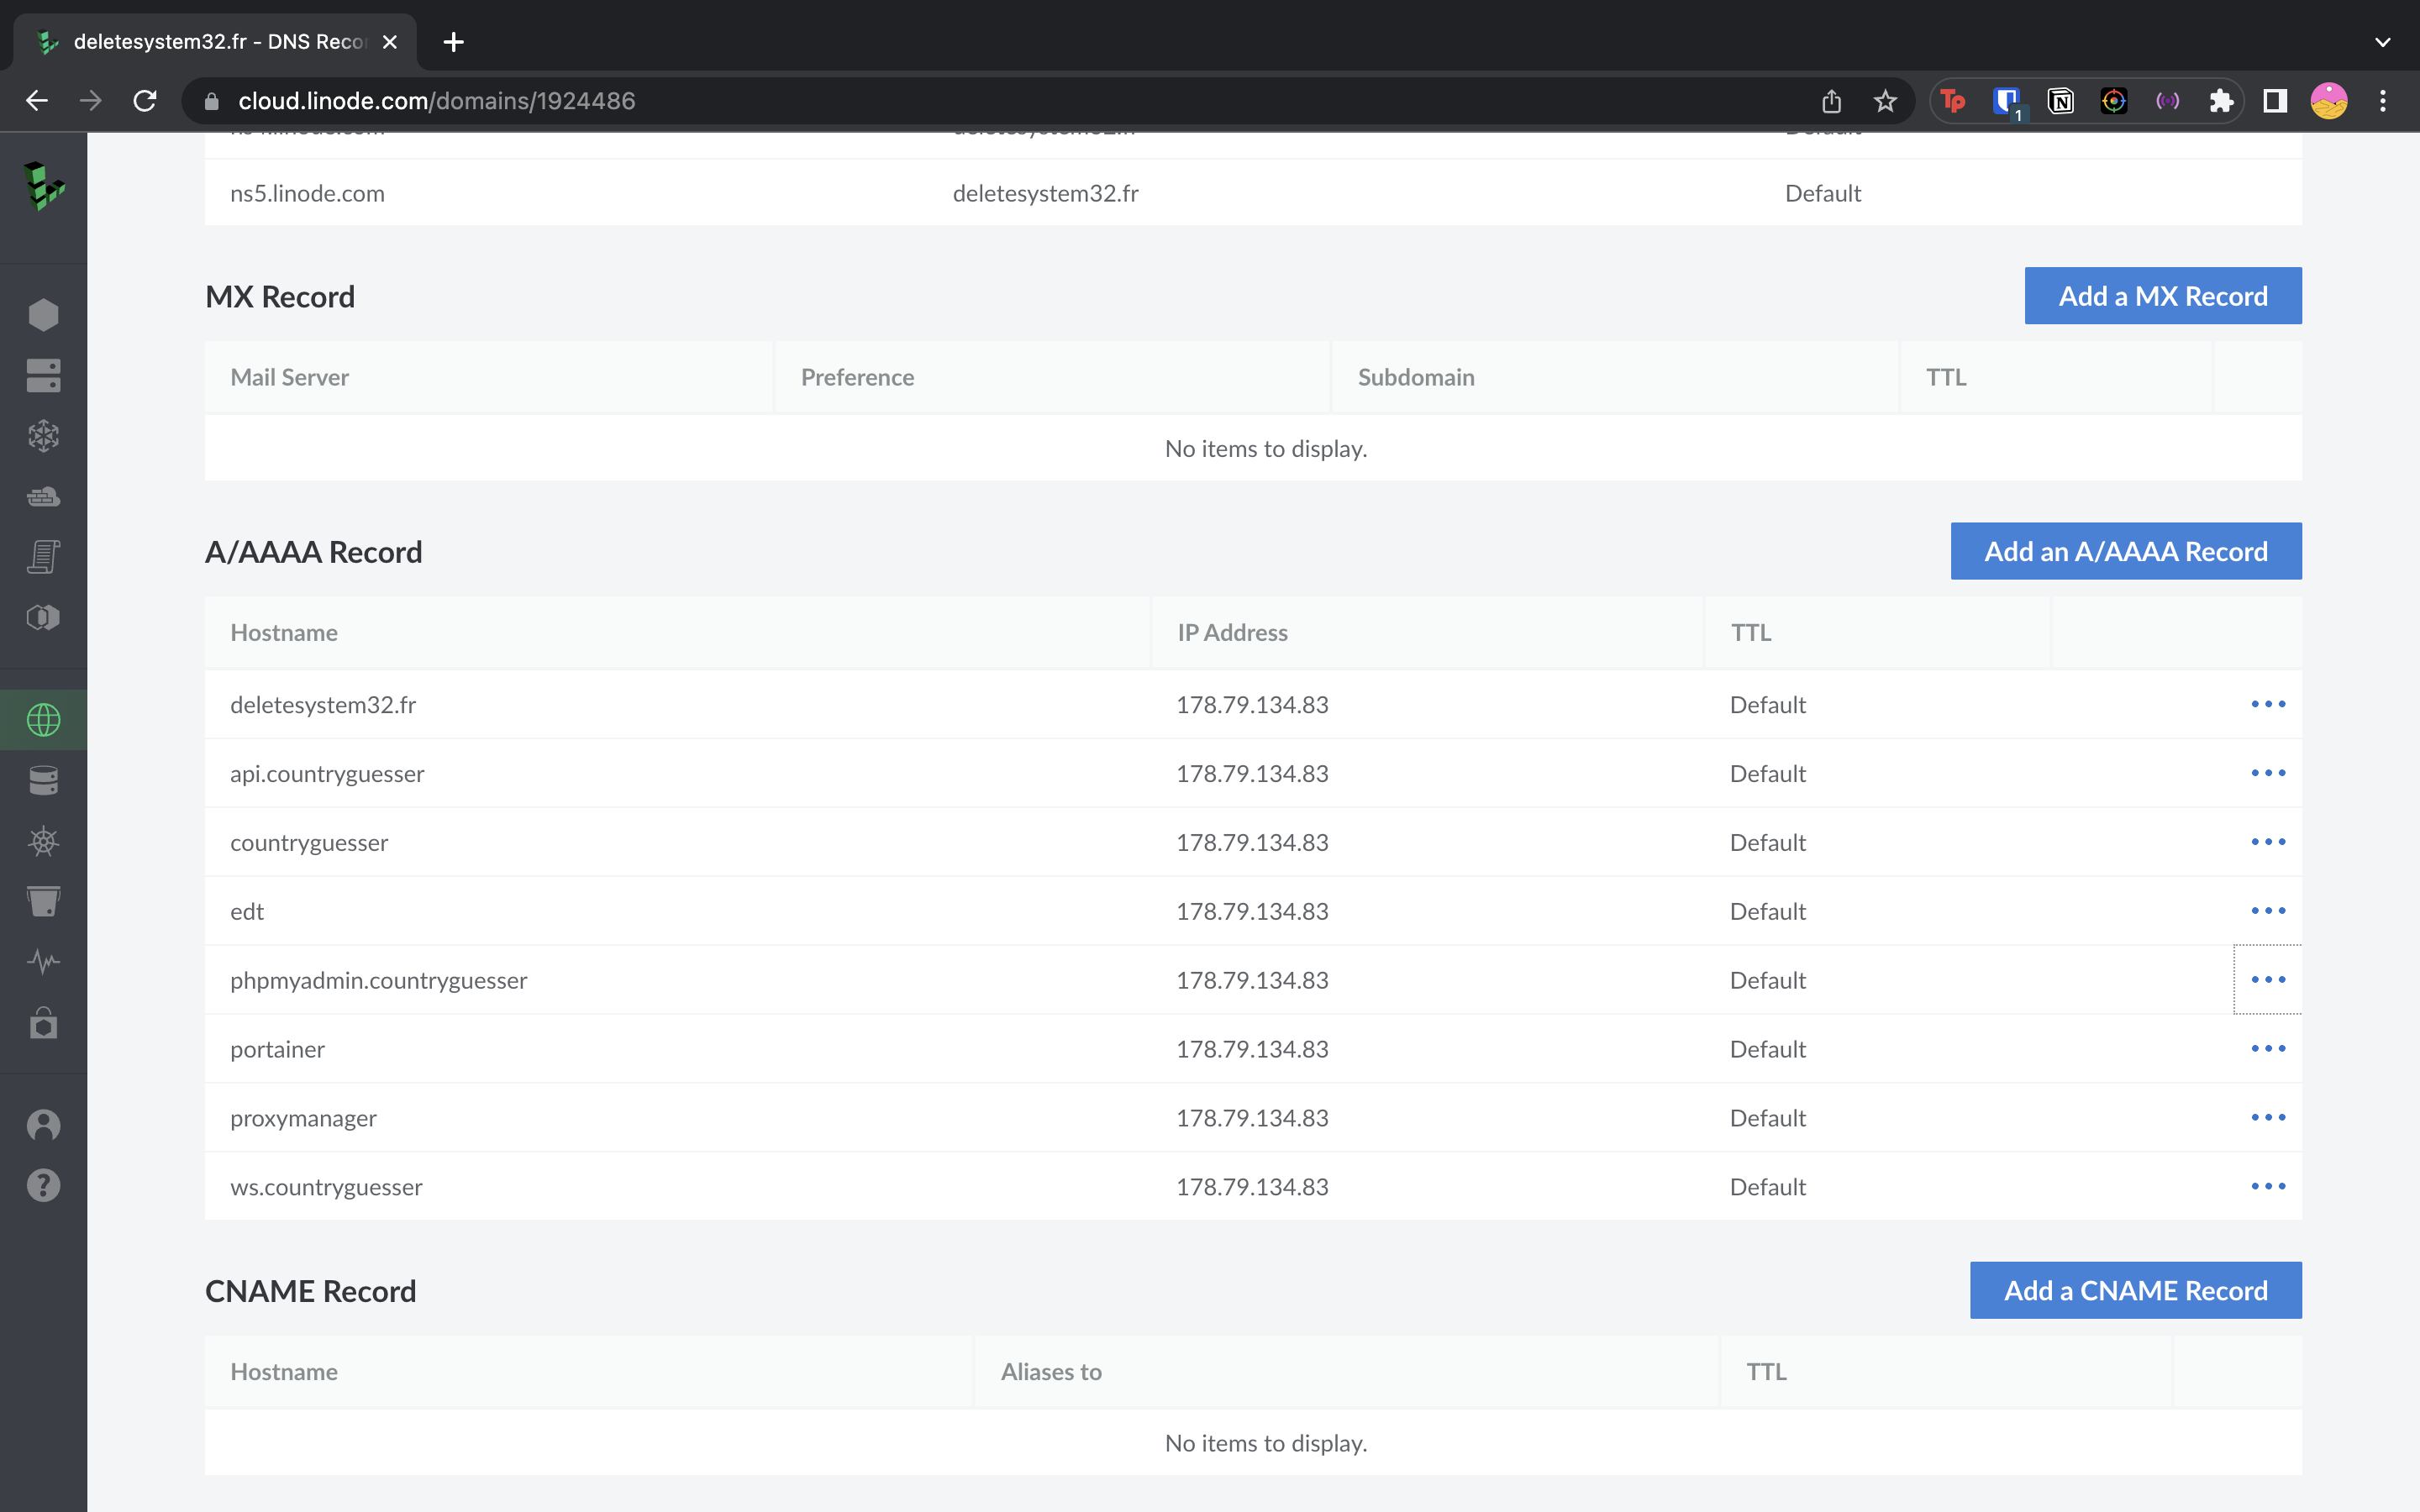 deletesystem32.fr - DNS Reco
cloud.linode.com/domains/1924486
1
ns5.linode.com deletesystem32.fr Default
MX Record Add a MX Record
Mail Server Preference Subdomain TTL
No items to display.
A/AAAA Record Add an A/AAAA Record
Hostname IP Address TTL
deletesystem32.fr 178.79.134.83 Default
api.countryguesser 178.79.134.83 Default
countryguesser 178.79.134.83 Default
edt 178.79.134.83 Default
phpmyadmin.countryguesser 178.79.134.83 Default
portainer 178.79.134.83 Default
proxymanager 178.79.134.83 Default
ws.countryguesser 178.79.134.83 Default
CNAME Record Add a CNAME Record
Hostname Aliases to TTL
No items to display.